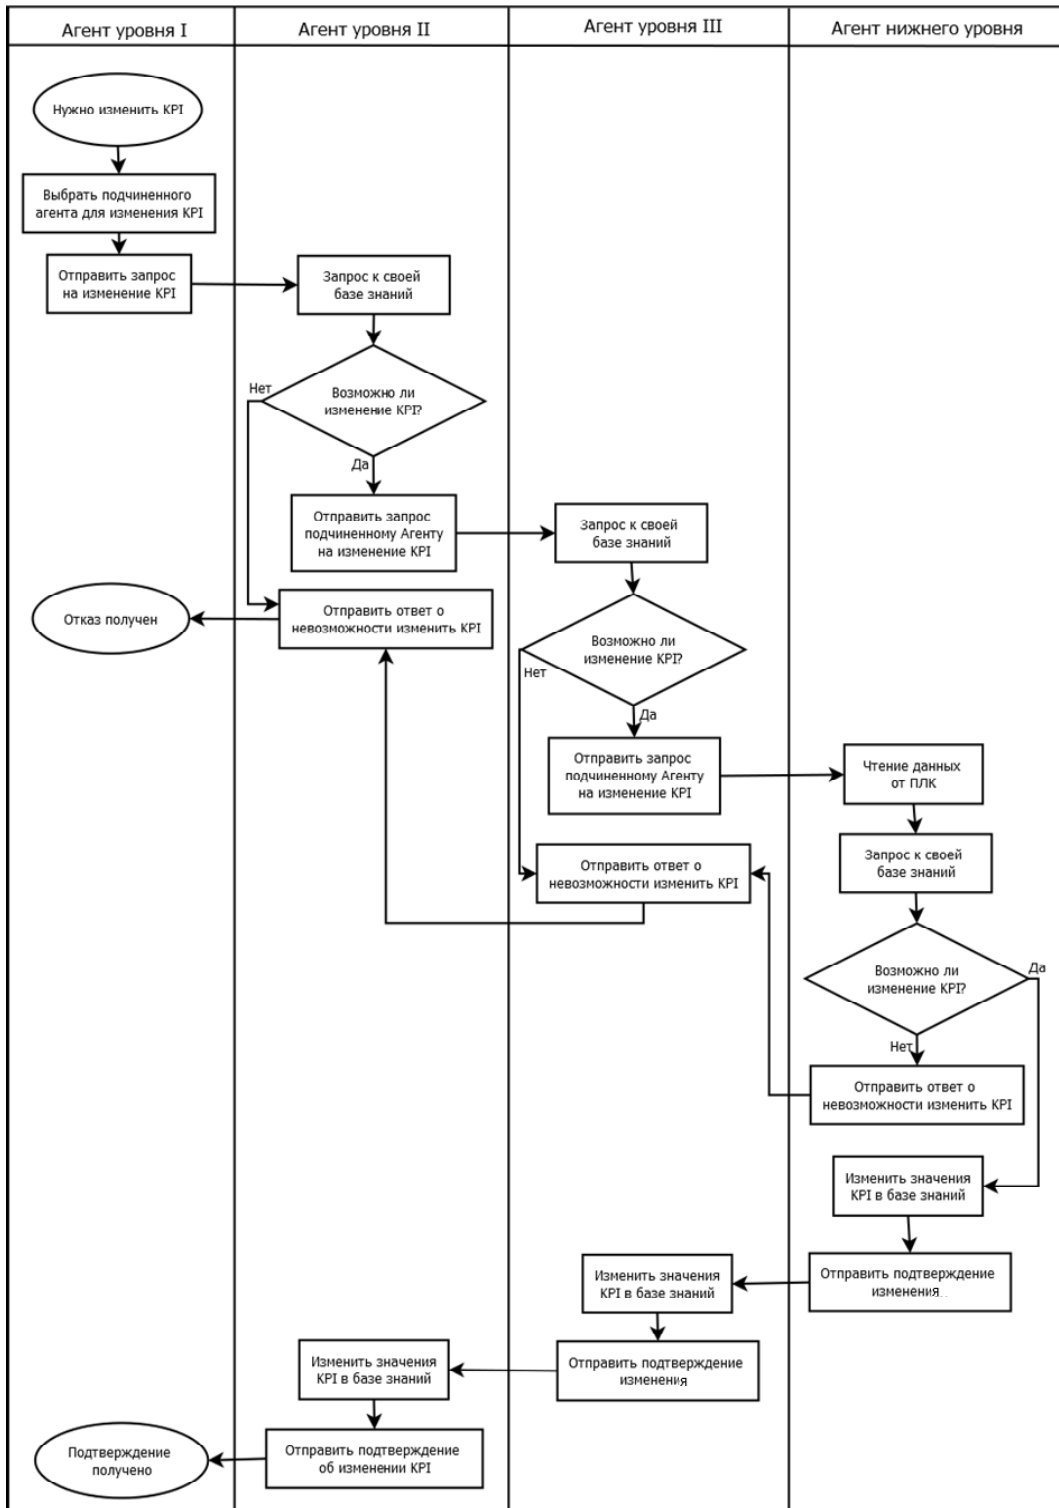 Агент уровня I
Агент уровня II
Агент уровня III
Агент нижнего уровня
Нужно изменить KPI
Выбрать подчиненного
агента для изменения KPI
Отправить запрос
на изменение KPI
Запрос к своей
базе знаний
Возможно ли
изменение KPI?
Нет
Да
Отправить запрос
подчиненному Агенту
на изменение KPI
Запрос к своей
базе знаний
Отказ получен
Отправить ответ о
невозможности изменить KPI
Возможно ли
изменение KPI?
Нет
Да
Отправить запрос
подчиненному Агенту
на изменение KPI
Чтение данных
от ПЛК
Запрос к своей
базе знаний
Отправить ответ о
невозможности изменить KPI
Возможно ли
изменение KPI?
Да
Нет
Отправить ответ о
невозможности изменить KPI
Изменить значения
KPI в базе знаний
Отправить подтверждение
изменения..
Изменить значения
KPI в базе знаний
Отправить подтверждение
изменения
Изменить значения
KPI в базе знаний
Отправить подтверждение
об изменении KPI
Подтверждение
получено